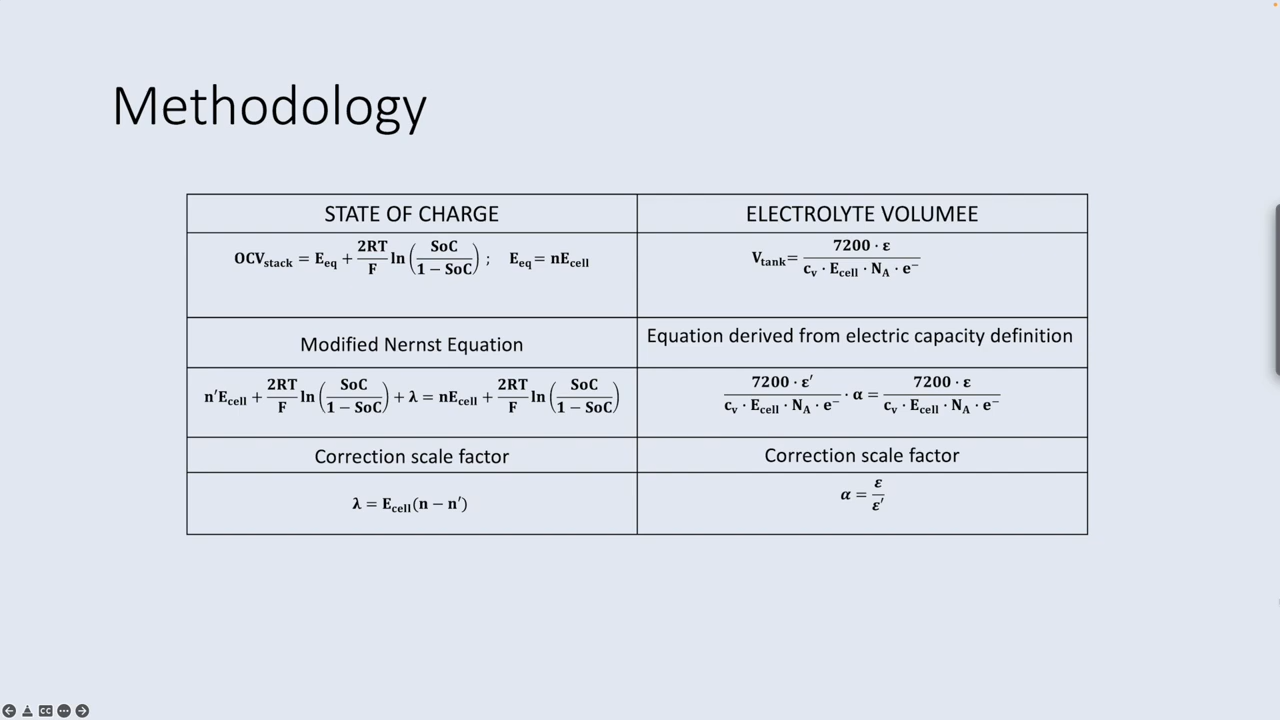 Methodology
STATE OF CHARGE
ELECTROLYTE VOLUMEE
OCV_stack = E_eq + 2RT/F ln(SoC/(1 − SoC)) ; E_eq = nE_cell
V_tank = 7200 · ε/(c_v · E_cell · N_A · e⁻)
Modified Nernst Equation
Equation derived from electric capacity definition
n′E_cell + 2RT/F ln(SoC/(1 − SoC)) + λ = nE_cell + 2RT/F ln(SoC/(1 − SoC))
7200 · ε′/(c_v · E_cell · N_A · e⁻) · α = 7200 · ε/(c_v · E_cell · N_A · e⁻)
Correction scale factor
Correction scale factor
λ = E_cell(n − n′)
α = ε/ε′
CC